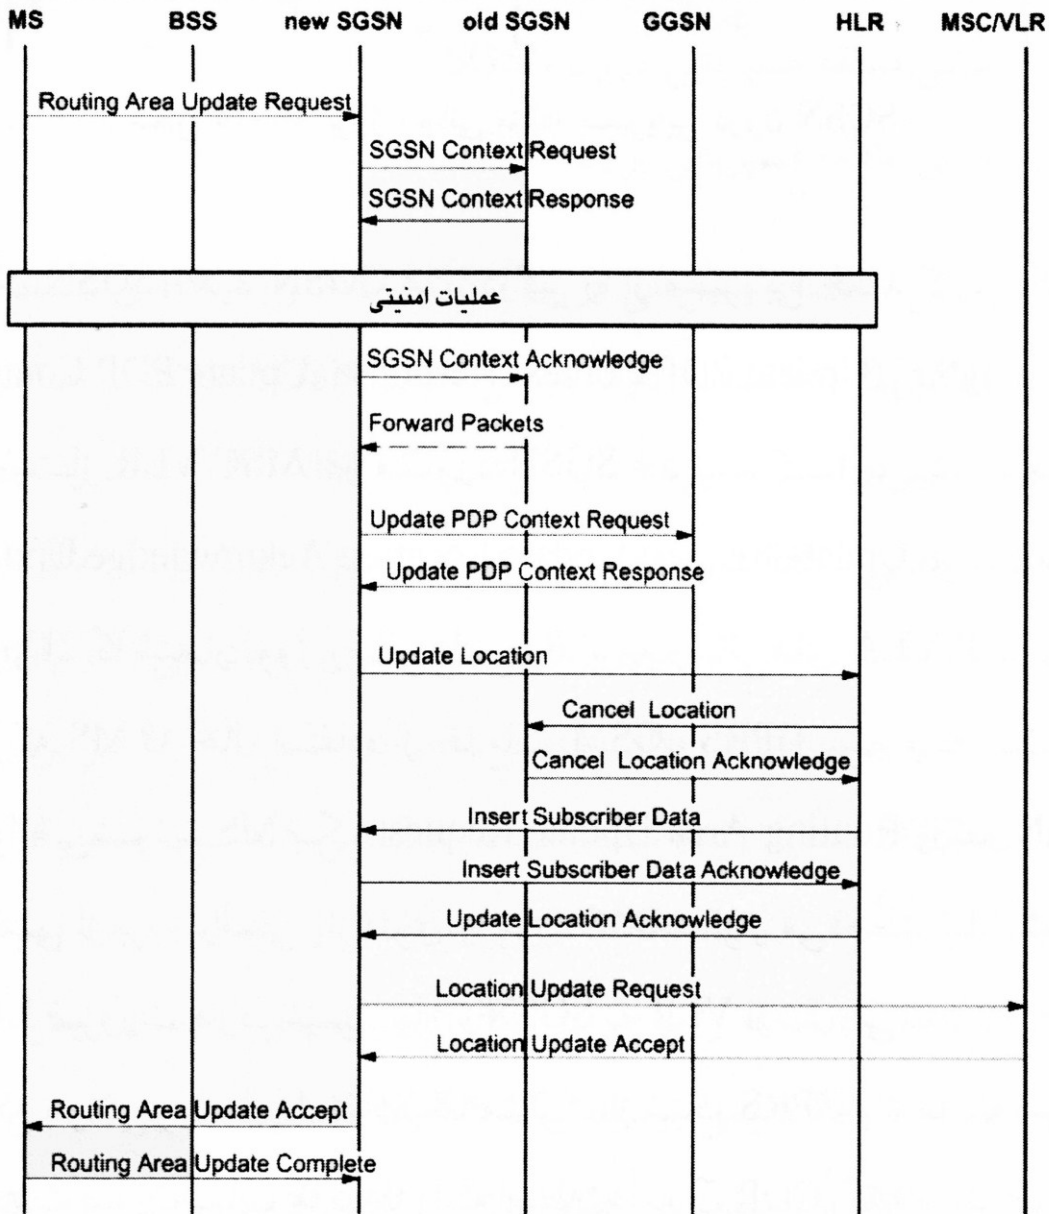 MS BSS new SGSN old SGSN GGSN HLR MSC/VLR
Routing Area Update Request
SGSN Context Request
SGSN Context Response
عملیات امنیتی
SGSN Context Acknowledge
Forward Packets
Update PDP Context Request
Update PDP Context Response
Update Location
Cancel Location
Cancel Location Acknowledge
Insert Subscriber Data
Insert Subscriber Data Acknowledge
Update Location Acknowledge
Location Update Request
Location Update Accept
Routing Area Update Accept
Routing Area Update Complete